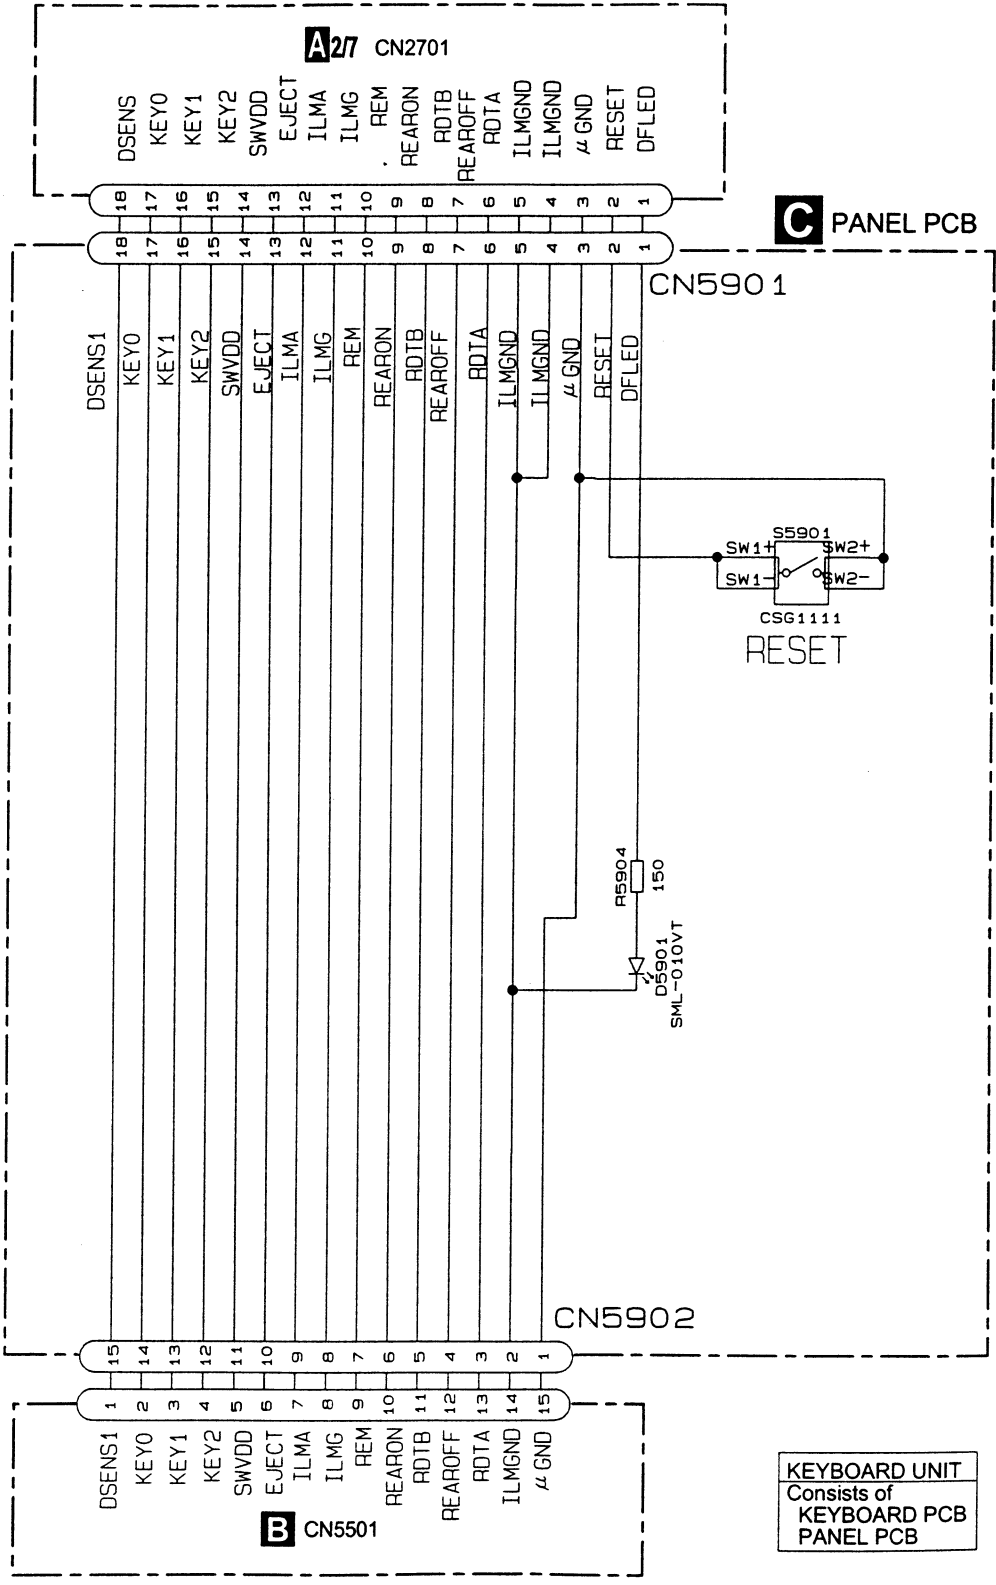 A 2/7 CN2701
DSENS
KEY0
KEY1
KEY2
SWVDD
EJECT
ILMA
ILMG
REM
REARON
RDTB
REAROFF
RDTA
ILMGND
ILMGND
μGND
RESET
DFLED
18 17 16 15 14 13 12 11 10 9 8 7 6 5 4 3 2 1
C PANEL PCB
18 17 16 15 14 13 12 11 10 9 8 7 6 5 4 3 2 1
CN5901
DSENS1
KEY0
KEY1
KEY2
SWVDD
EJECT
ILMA
ILMG
REM
REARON
RDTB
REAROFF
RDTA
ILMGND
ILMGND
μGND
RESET
DFLED
S5901
SW1+ SW2+
SW1- SW2-
CSG1111
RESET
R5904
150
D5901
SML-010VT
CN5902
15 14 13 12 11 10 9 8 7 6 5 4 3 2 1
1 2 3 4 5 6 7 8 9 10 11 12 13 14 15
DSENS1
KEY0
KEY1
KEY2
SWVDD
EJECT
ILMA
ILMG
REM
REARON
RDTB
REAROFF
RDTA
ILMGND
μGND
B CN5501
KEYBOARD UNIT
Consists of
KEYBOARD PCB
PANEL PCB